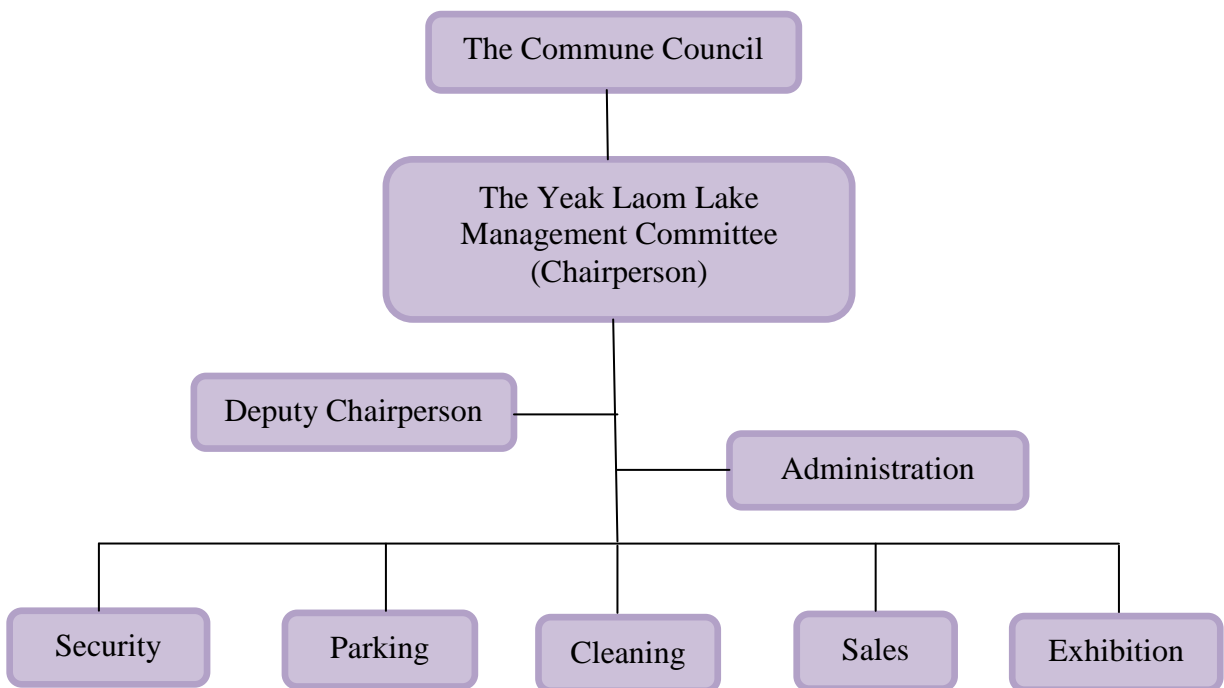 The Commune Council
The Yeak Laom Lake
Management Committee
(Chairperson)
Deputy Chairperson
Administration
Security
Parking
Cleaning
Sales
Exhibition